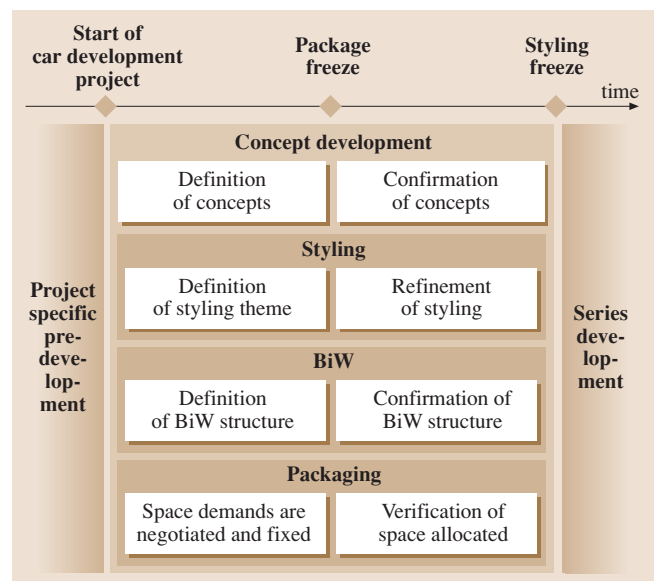 Start of
car development
project
Package
freeze
Styling
freeze
time
Project
specific
pre-
deve-
lop-
ment
Concept development
Definition
of concepts
Confirmation
of concepts
Styling
Definition
of styling theme
Refinement
of styling
BiW
Definition
of BiW structure
Confirmation of
BiW structure
Packaging
Space demands are
negotiated and fixed
Verification of
space allocated
Series
deve-
lop-
ment